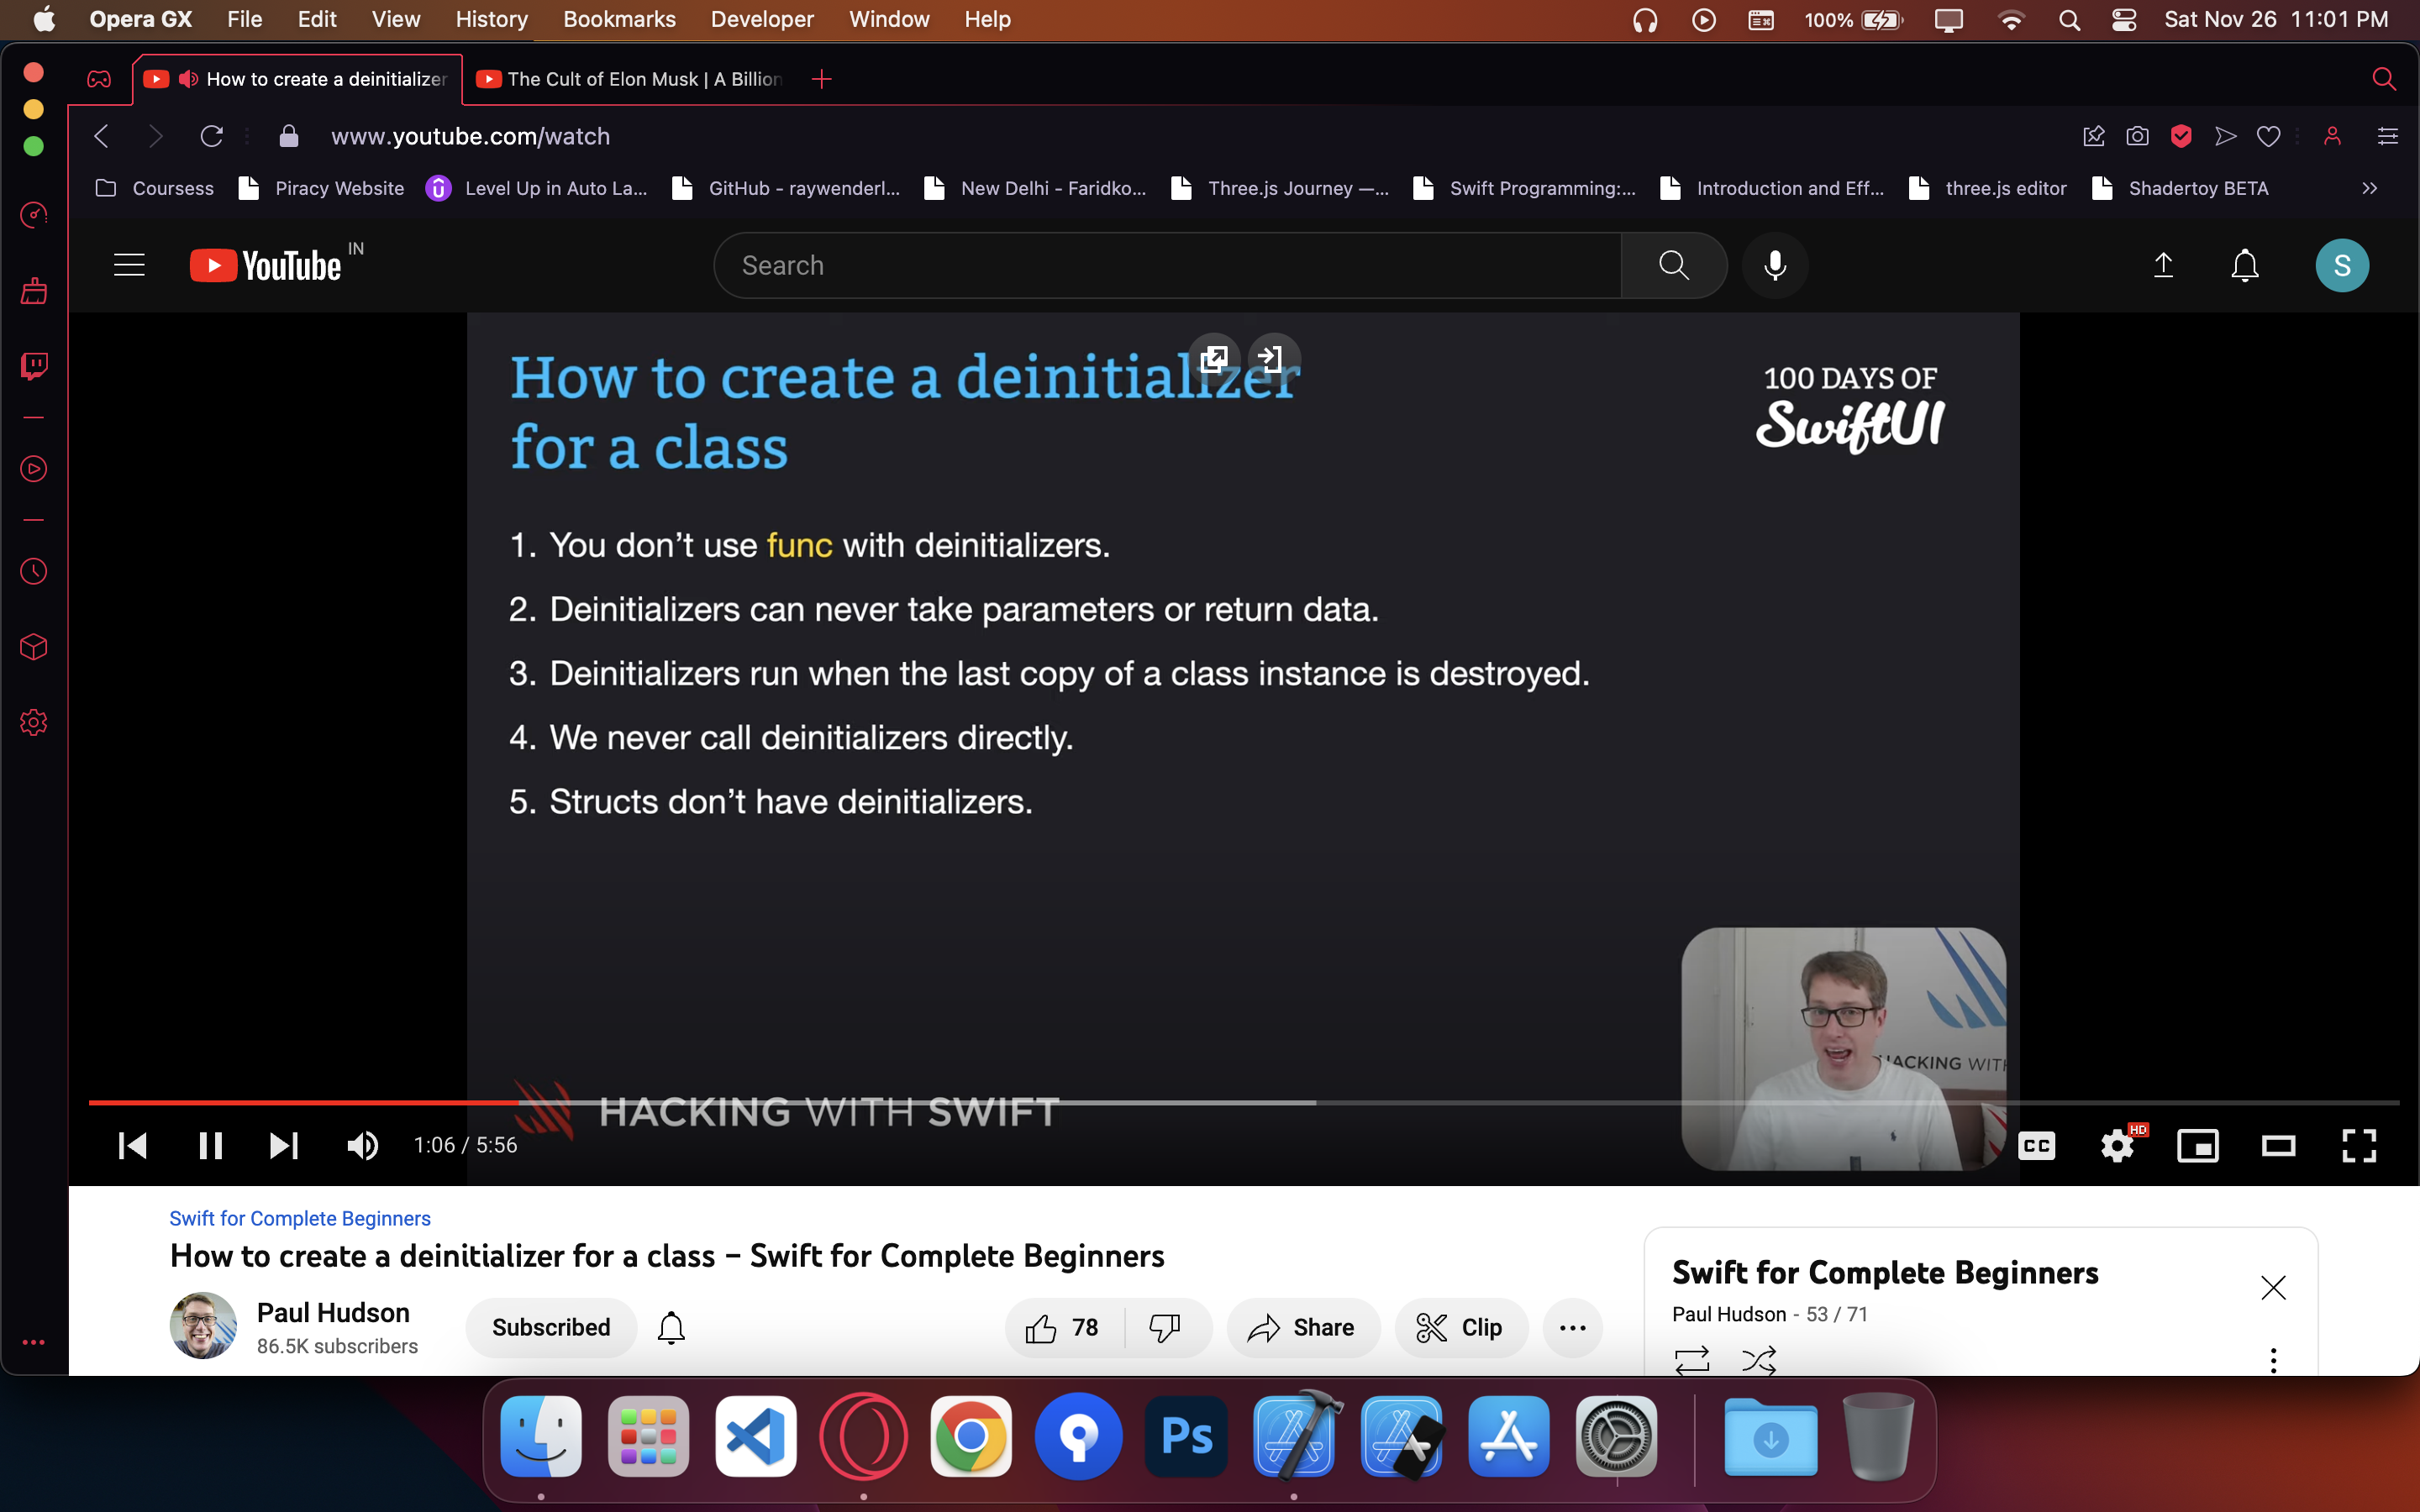 Opera GX File Edit View History Bookmarks Developer Window Help 100% Sat Nov 26 11:01 PM
How to create a deinitializer The Cult of Elon Musk | A Billion
www.youtube.com/watch
Coursess Piracy Website Level Up in Auto La... GitHub - raywenderl... New Delhi - Faridko... Three.js Journey —... Swift Programming:... Introduction and Eff... three.js editor Shadertoy BETA
YouTube IN Search S
How to create a deinitializer
for a class
100 DAYS OF
SwiftUI
1. You don’t use func with deinitializers.
2. Deinitializers can never take parameters or return data.
3. Deinitializers run when the last copy of a class instance is destroyed.
4. We never call deinitializers directly.
5. Structs don’t have deinitializers.
HACKING WITH
HACKING WITH SWIFT
1:06 / 5:56 CC HD
Swift for Complete Beginners
How to create a deinitializer for a class – Swift for Complete Beginners
Paul Hudson
86.5K subscribers
Subscribed 78 Share Clip
Swift for Complete Beginners
Paul Hudson - 53 / 71
Ps